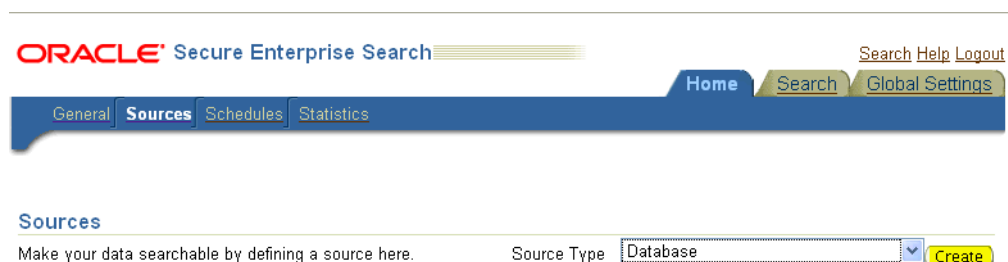 ORACLE Secure Enterprise Search
Search Help Logout
Home Search Global Settings
General Sources Schedules Statistics
Sources
Make your data searchable by defining a source here. Source Type Database Create